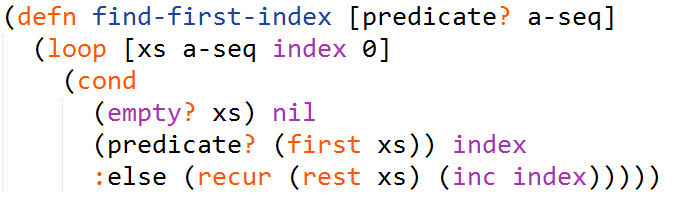 (defn find-first-index [predicate? a-seq]
  (loop [xs a-seq index 0]
    (cond
      (empty? xs) nil
      (predicate? (first xs)) index
      :else (recur (rest xs) (inc index)))))